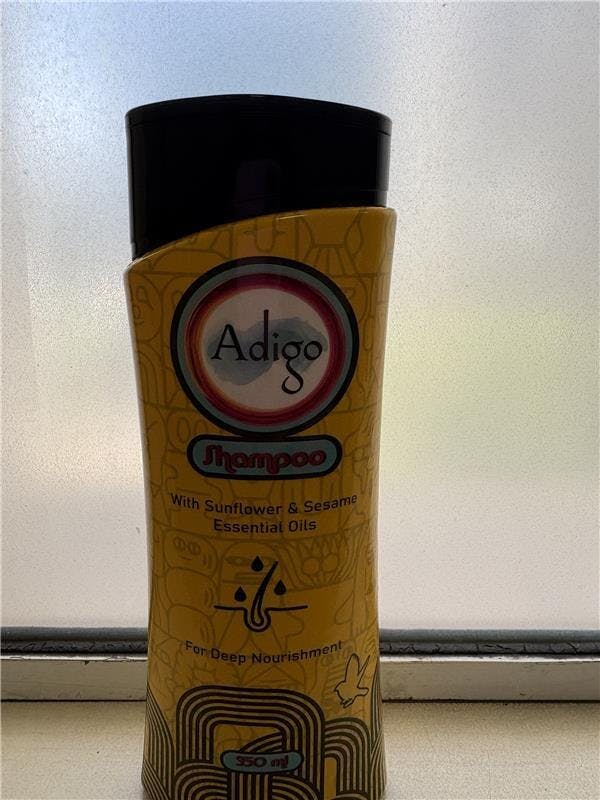 Adigo
Shampoo
With Sunflower & Sesame
Essential Oils
For Deep Nourishment
350 ml